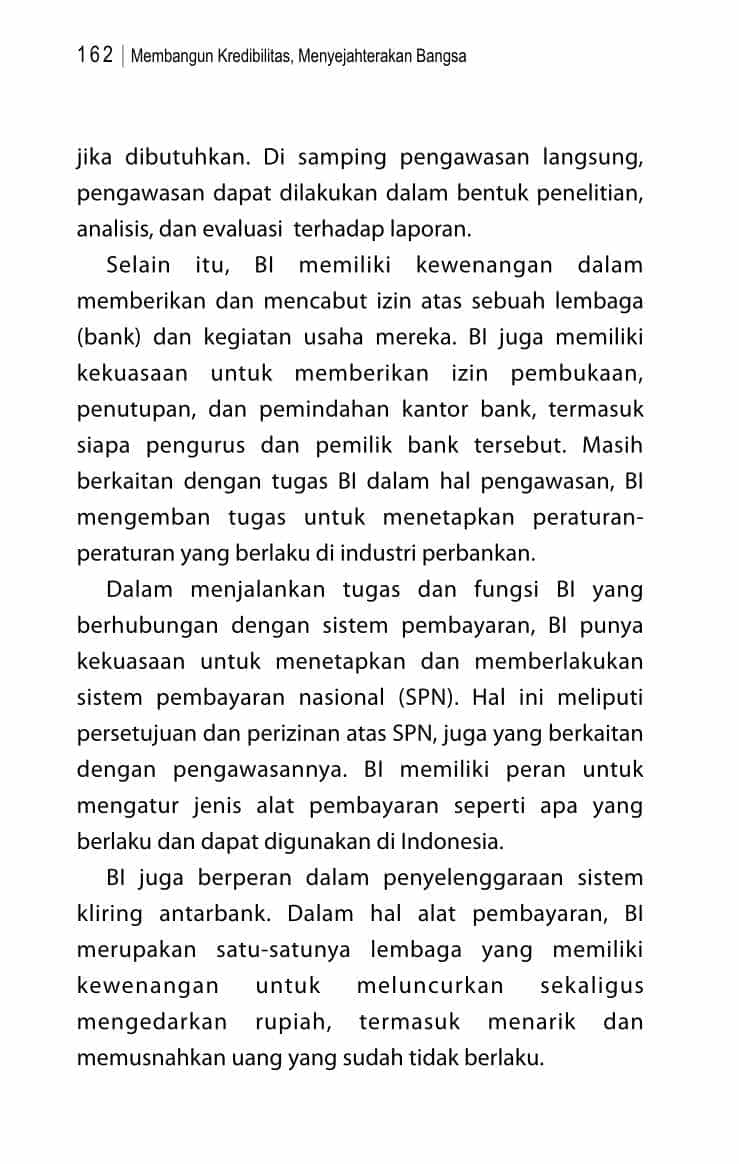 162 | Membangun Kredibilitas, Menyejahterakan Bangsa
jika dibutuhkan. Di samping pengawasan langsung,
pengawasan dapat dilakukan dalam bentuk penelitian,
analisis, dan evaluasi terhadap laporan.
Selain itu, BI memiliki kewenangan dalam
memberikan dan mencabut izin atas sebuah lembaga
(bank) dan kegiatan usaha mereka. BI juga memiliki
kekuasaan untuk memberikan izin pembukaan,
penutupan, dan pemindahan kantor bank, termasuk
siapa pengurus dan pemilik bank tersebut. Masih
berkaitan dengan tugas BI dalam hal pengawasan, BI
mengemban tugas untuk menetapkan peraturan-
peraturan yang berlaku di industri perbankan.
Dalam menjalankan tugas dan fungsi BI yang
berhubungan dengan sistem pembayaran, BI punya
kekuasaan untuk menetapkan dan memberlakukan
sistem pembayaran nasional (SPN). Hal ini meliputi
persetujuan dan perizinan atas SPN, juga yang berkaitan
dengan pengawasannya. BI memiliki peran untuk
mengatur jenis alat pembayaran seperti apa yang
berlaku dan dapat digunakan di Indonesia.
BI juga berperan dalam penyelenggaraan sistem
kliring antarbank. Dalam hal alat pembayaran, BI
merupakan satu-satunya lembaga yang memiliki
kewenangan untuk meluncurkan sekaligus
mengedarkan rupiah, termasuk menarik dan
memusnahkan uang yang sudah tidak berlaku.